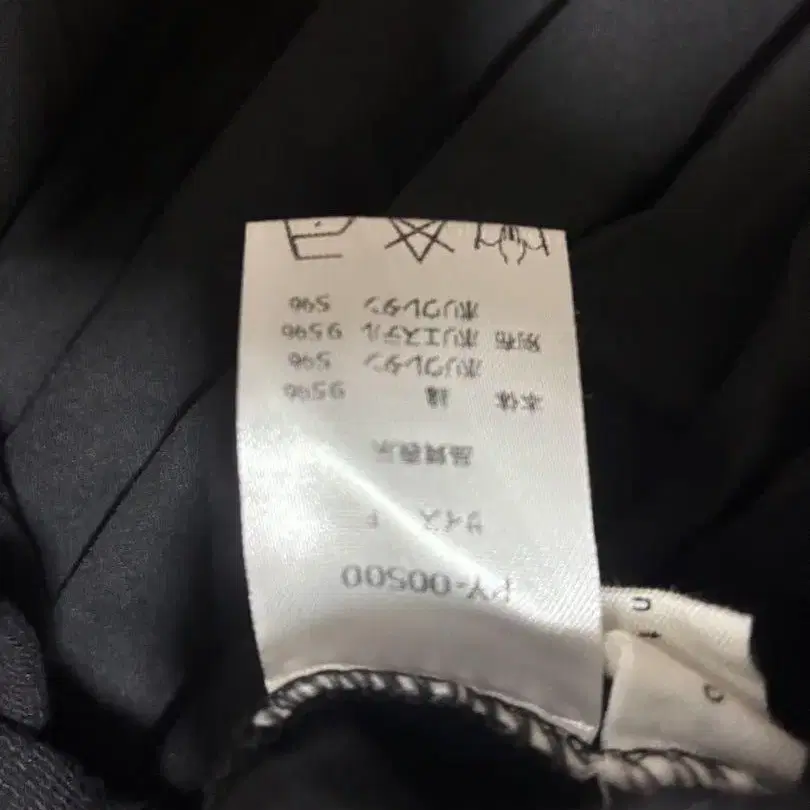 PY-00500
サイズ F
品質表示
本体 綿 95%
ポリウレタン 5%
別布 ポリエステル 95%
ポリウレタン 5%